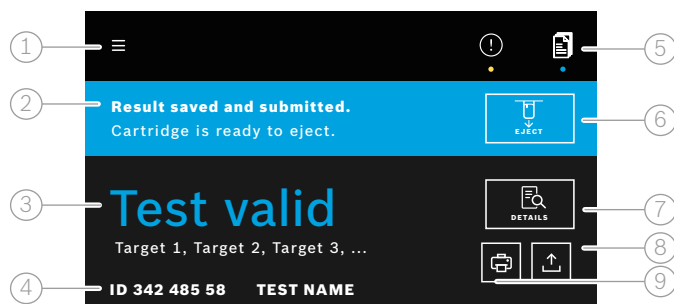 1
5
2
Result saved and submitted.
Cartridge is ready to eject.
EJECT
6
3
Test valid
Target 1, Target 2, Target 3, ...
DETAILS
7
8
4
ID 342 485 58 TEST NAME
9